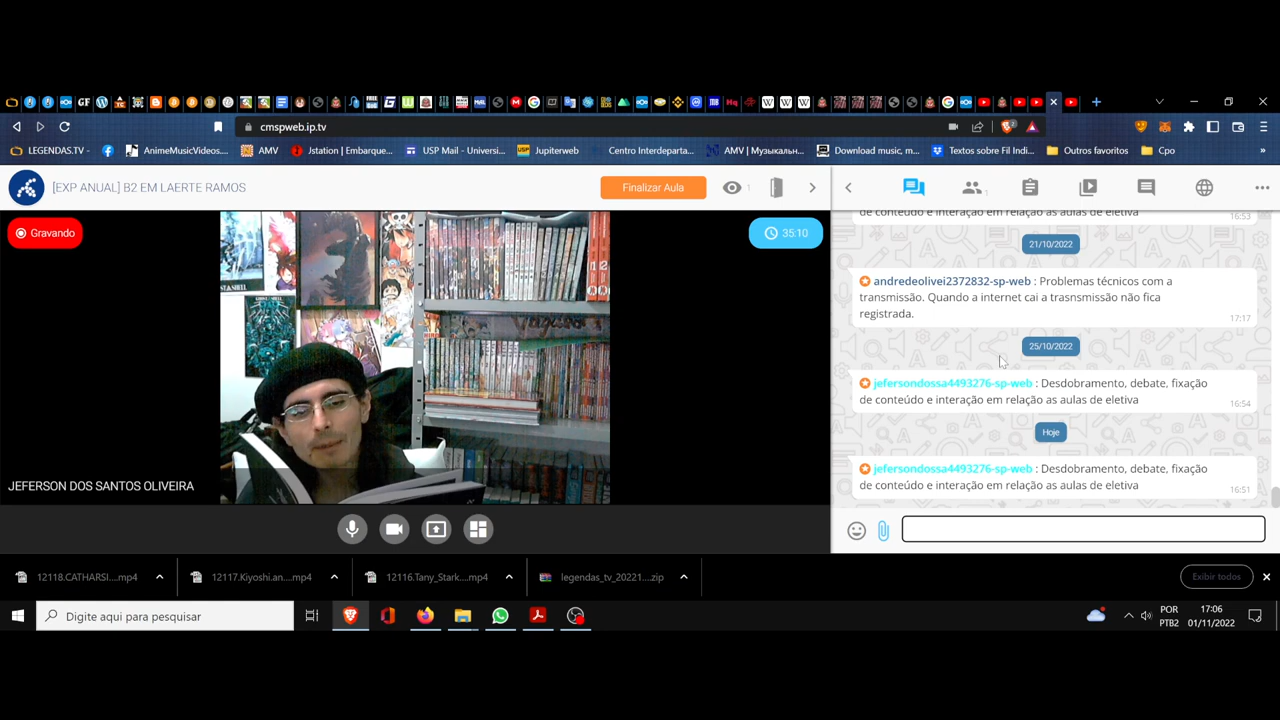 cmspweb.ip.tv
2
LEGENDAS.TV -
AnimeMusicVideos...
AMV
Jstation | Embarque...
USP Mail - Universi...
Jupiterweb
Centro Interdeparta...
AMV | Музыкальн...
Download music, m...
Textos sobre Fil Indi...
Outros favoritos
Cpo
»
[EXP ANUAL] B2 EM LAERTE RAMOS
Finalizar Aula
1
1
Gravando
35:10
JEFERSON DOS SANTOS OLIVEIRA
de conteúdo e interação em relação as aulas de eletiva
16:53
21/10/2022
andredeolivei2372832-sp-web : Problemas técnicos com a
transmissão. Quando a internet cai a trasnmissão não fica
registrada.
17:17
25/10/2022
jefersondossa4493276-sp-web : Desdobramento, debate, fixação
de conteúdo e interação em relação as aulas de eletiva
16:54
Hoje
jefersondossa4493276-sp-web : Desdobramento, debate, fixação
de conteúdo e interação em relação as aulas de eletiva
16:51
12118.CATHARSI....mp4
12117.Kiyoshi.an....mp4
12116.Tany_Stark....mp4
legendas_tv_20221....zip
Exibir todos
Digite aqui para pesquisar
POR
PTB2
17:06
01/11/2022